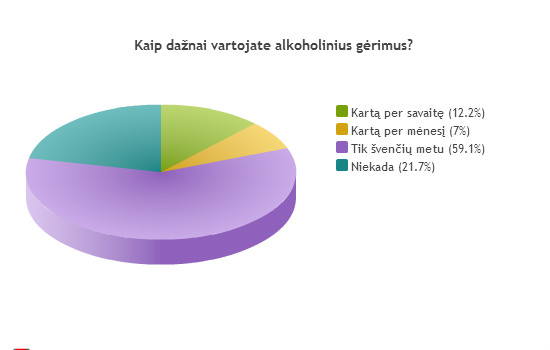 Kaip dažnai vartojate alkoholinius gėrimus?
Kartą per savaitę (12.2%)
Kartą per mėnesį (7%)
Tik švenčių metu (59.1%)
Niekada (21.7%)